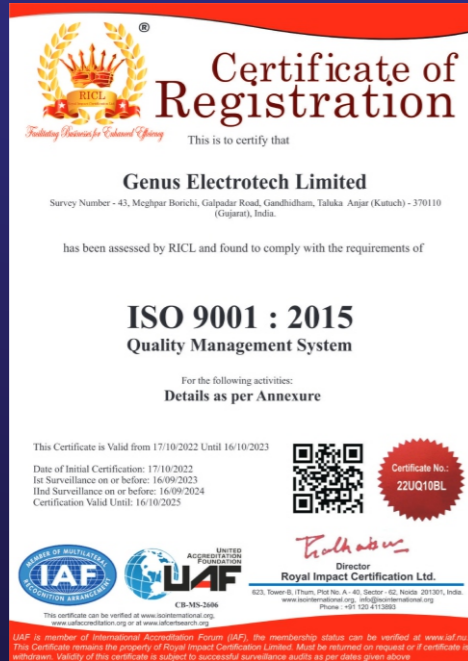 ®
RICL
Facilitating Businesses for Enhanced Efficiency
Certificate of
Registration
This is to certify that
Genus Electrotech Limited
Survey Number - 43, Meghpar Borichi, Galpadar Road, Gandhidham, Taluka Anjar (Kutuch) - 370110
(Gujarat), India.
has been assessed by RICL and found to comply with the requirements of
ISO 9001 : 2015
Quality Management System
For the following activities:
Details as per Annexure
This Certificate is Valid from 17/10/2022 Until 16/10/2023
Date of Initial Certification: 17/10/2022
Ist Surveillance on or before: 16/09/2023
IInd Surveillance on or before: 16/09/2024
Certification Valid Until: 16/10/2025
Certificate No.:
22UQ10BL
MEMBER OF MULTILATERAL
IAF
RECOGNITION ARRANGEMENT
UNITED
ACCREDITATION
FOUNDATION
UAF
CB-MS-2606
This certificate can be verified at www.isointernational.org,
www.uafaccreditation.org or at www.iafcertsearch.org
Director
Royal Impact Certification Ltd.
623, Tower-B, iThum, Plot No. A - 40, Sector - 62, Noida 201301, India.
www.isointernational.org, info@isointernational.org
Phone : +91 120 4113893
UAF is member of International Accreditation Forum (IAF), the membership status can be verified at www.iaf.nu.
This Certificate remains the property of Royal Impact Certification Limited. Must be returned on request or if certificate is
withdrawn. Validity of this certificate is subject to successful surveillance audits as per dates given above